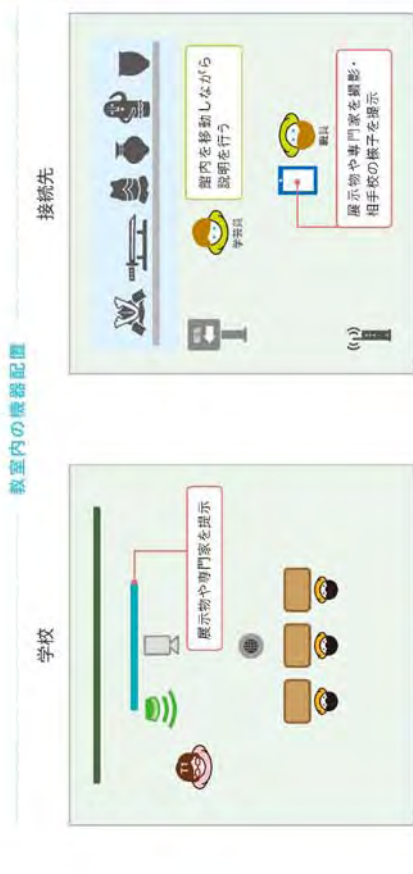 教室内の機器配置
学校
展示物や専門家を提示
T1
接続先
館内を移動しながら
説明を行う
学芸員
職員
展示物や専門家を撮影・
相手校の様子を提示